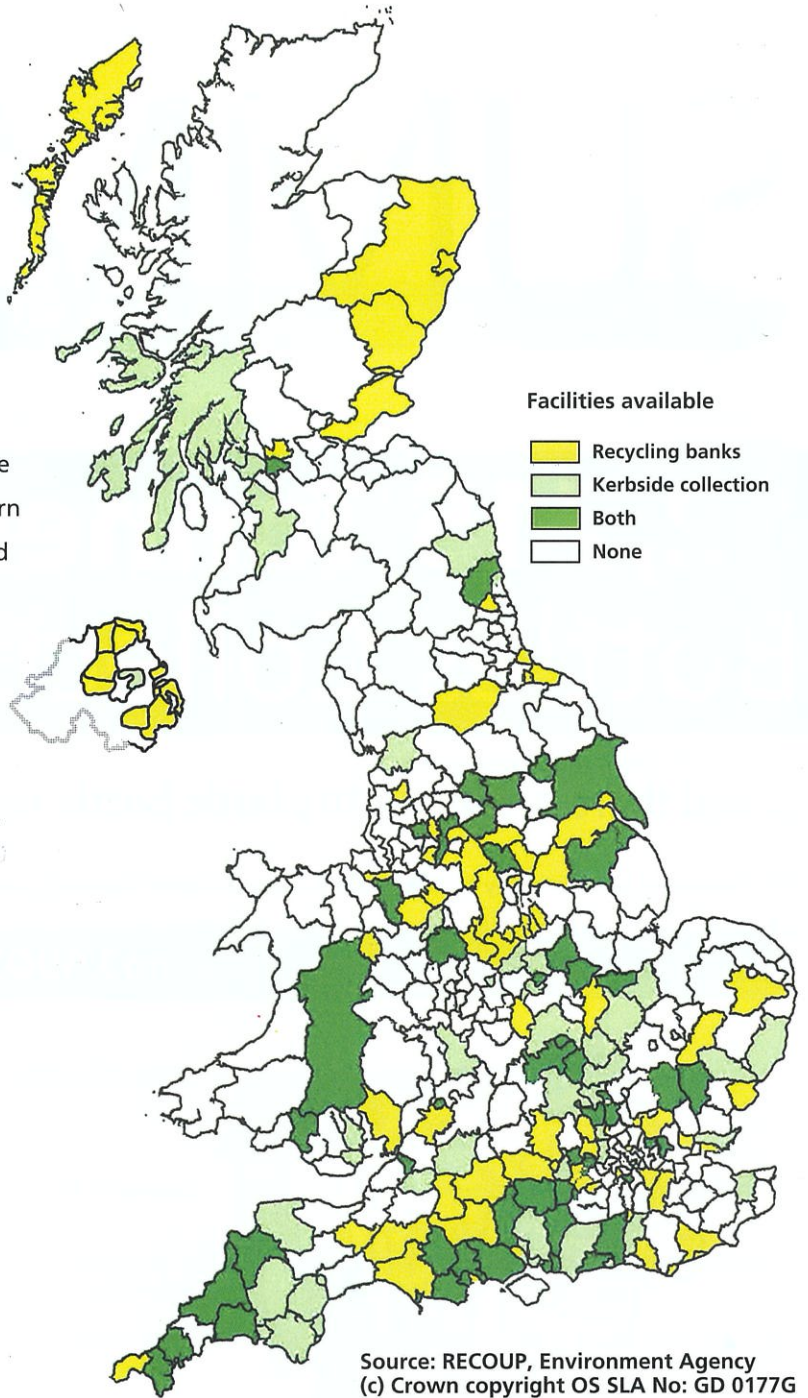 e
rn
d
Facilities available
Recycling banks
Kerbside collection
Both
None
Source: RECOUP, Environment Agency
(c) Crown copyright OS SLA No: GD 0177G